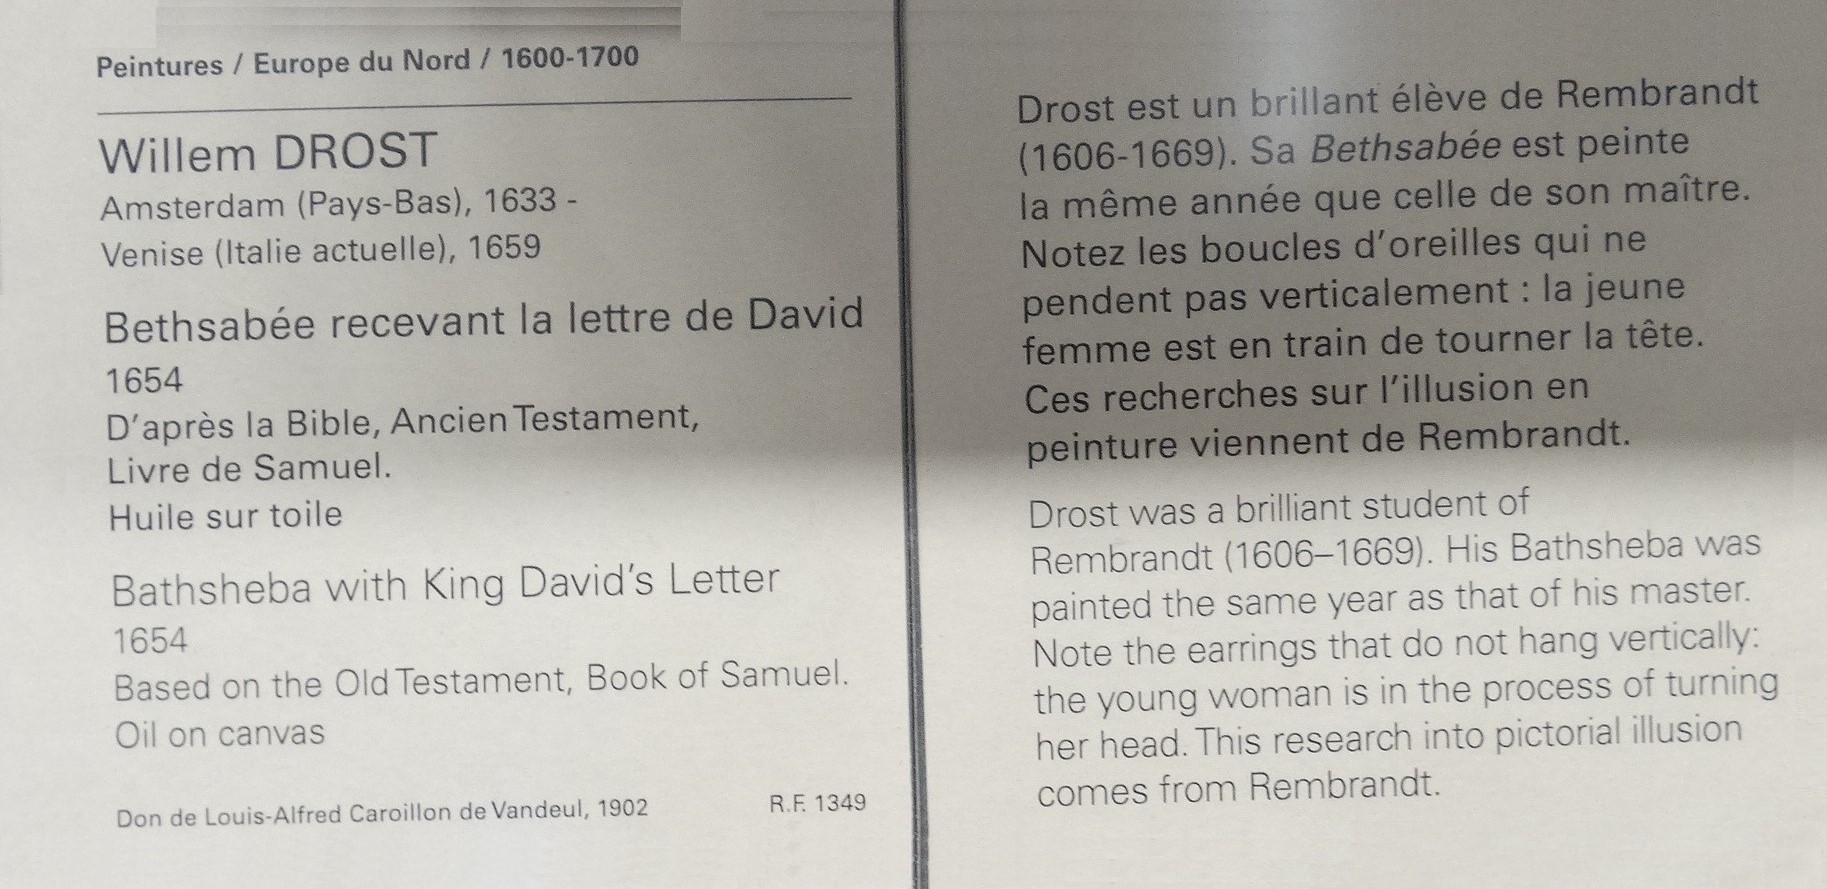 Peintures / Europe du Nord / 1600-1700
Willem DROST
Amsterdam (Pays-Bas), 1633 -
Venise (Italie actuelle), 1659
Bethsabée recevant la lettre de David
1654
D'après la Bible, Ancien Testament,
Livre de Samuel.
Huile sur toile
Bathsheba with King David's Letter
1654
Based on the Old Testament, Book of Samuel.
Oil on canvas
Don de Louis-Alfred Caroillon de Vandeul, 1902 R.F. 1349
Drost est un brillant élève de Rembrandt
(1606-1669). Sa Bethsabée est peinte
la même année que celle de son maître.
Notez les boucles d'oreilles qui ne
pendent pas verticalement : la jeune
femme est en train de tourner la tête.
Ces recherches sur l'illusion en
peinture viennent de Rembrandt.
Drost was a brilliant student of
Rembrandt (1606–1669). His Bathsheba was
painted the same year as that of his master.
Note the earrings that do not hang vertically:
the young woman is in the process of turning
her head. This research into pictorial illusion
comes from Rembrandt.